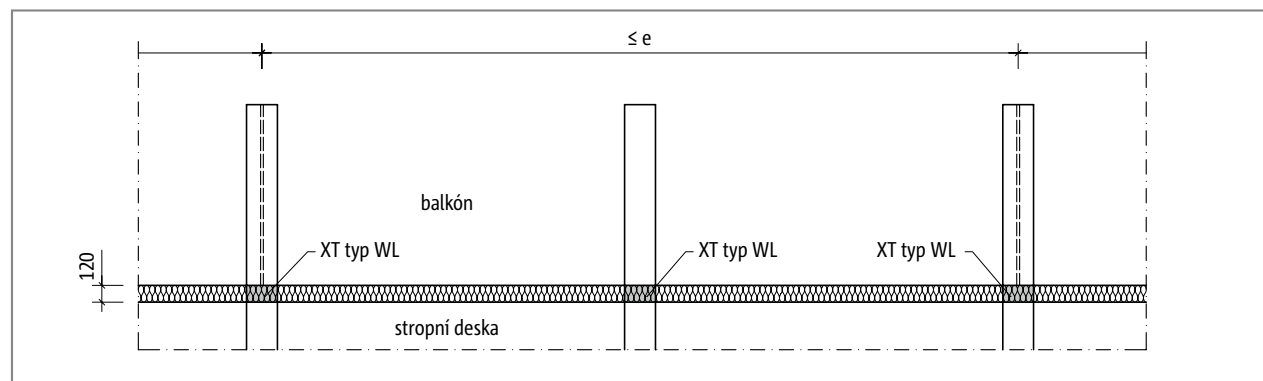 ≤ e
balkón
XT typ WL
XT typ WL
XT typ WL
120
stropní deska